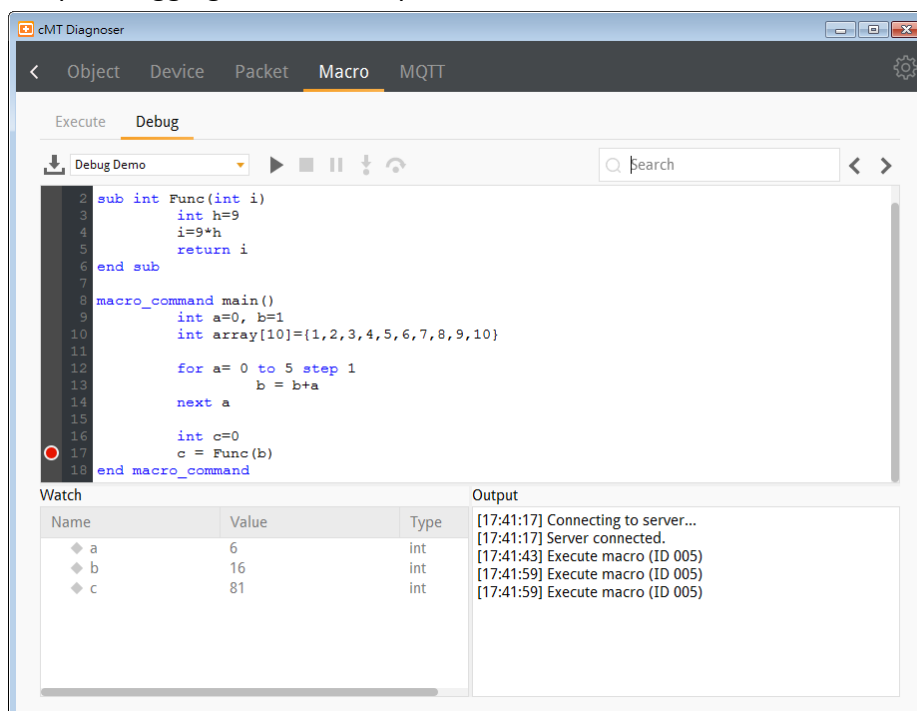 cMT Diagnoser
Object Device Packet Macro MQTT
Execute Debug
Debug Demo Search
2 sub int Func(int i)
3 int h=9
4 i=9*h
5 return i
6 end sub
7
8 macro_command main()
9 int a=0, b=1
10 int array[10]={1,2,3,4,5,6,7,8,9,10}
11
12 for a= 0 to 5 step 1
13 b = b+a
14 next a
15
16 int c=0
17 c = Func(b)
18 end macro_command
Watch
Name Value Type
a 6 int
b 16 int
c 81 int
Output
[17:41:17] Connecting to server...
[17:41:17] Server connected.
[17:41:43] Execute macro (ID 005)
[17:41:59] Execute macro (ID 005)
[17:41:59] Execute macro (ID 005)